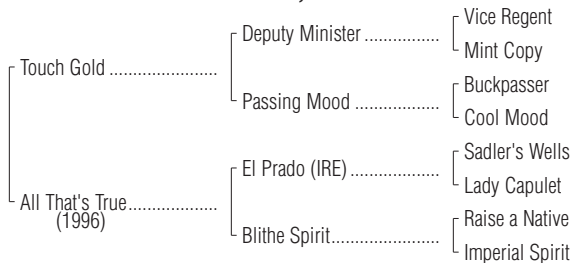 Vice Regent
Deputy Minister ................
Mint Copy
Touch Gold .......................
Buckpasser
Passing Mood ..................
Cool Mood
Sadler's Wells
El Prado (IRE) ...................
Lady Capulet
All That's True...................
(1996)
Raise a Native
Blithe Spirit.......................
Imperial Spirit